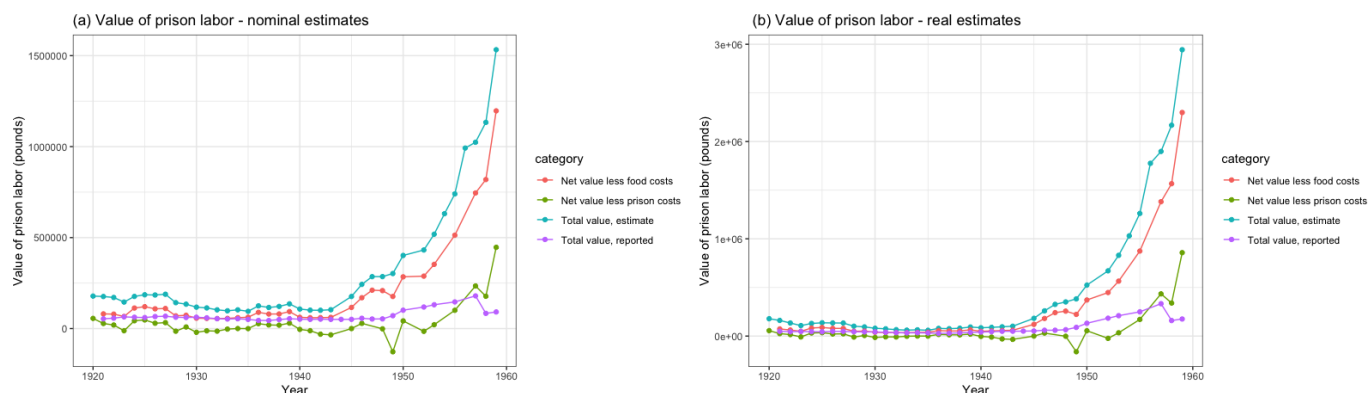 (a) Value of prison labor - nominal estimates
Value of prison labor (pounds)
1500000
1000000
500000
0
1920
1930
1940
1950
1960
Year
category
Net value less food costs
Net value less prison costs
Total value, estimate
Total value, reported
(b) Value of prison labor - real estimates
Value of prison labor (pounds)
3e+06
2e+06
1e+06
0e+00
1920
1930
1940
1950
1960
Year
category
Net value less food costs
Net value less prison costs
Total value, estimate
Total value, reported